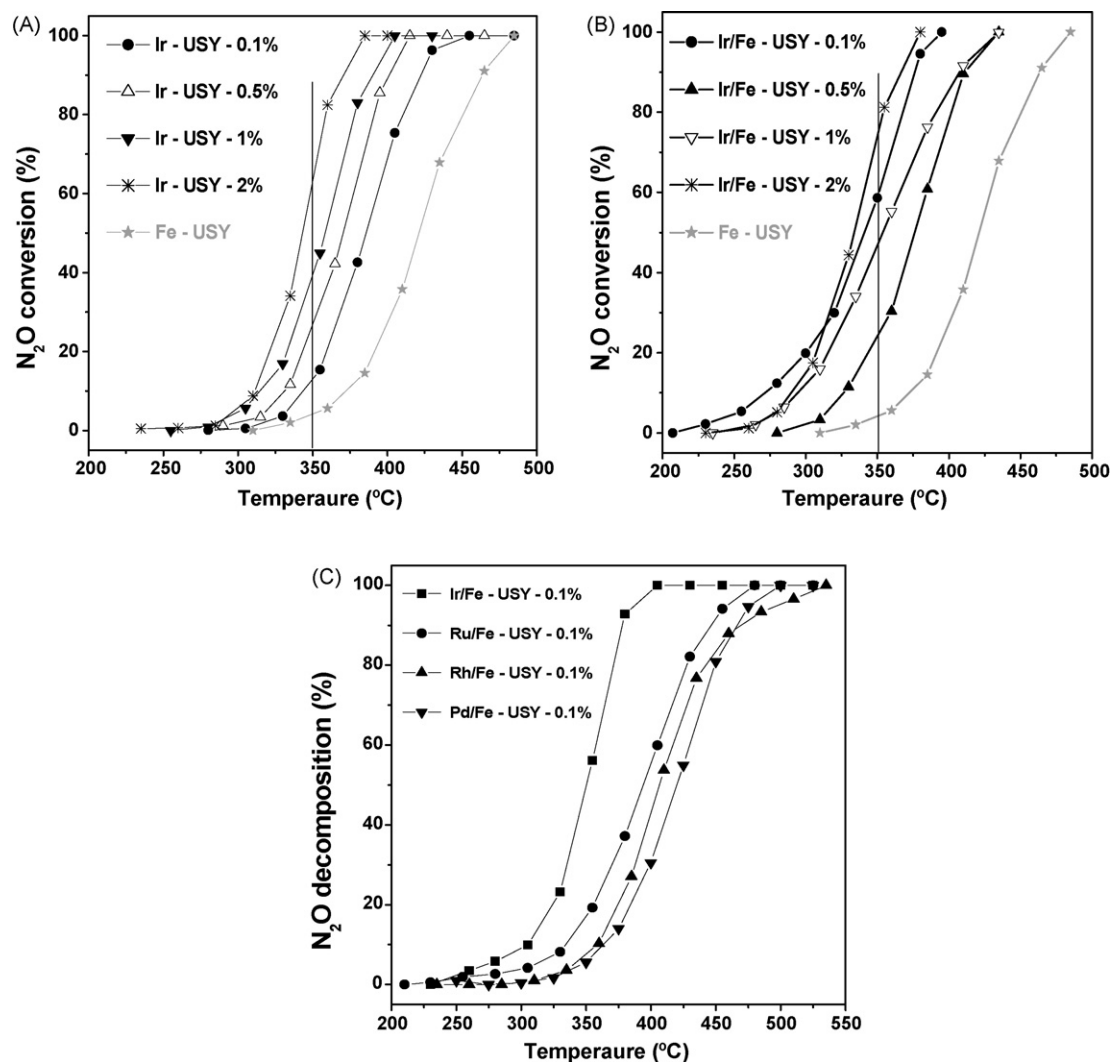 (A)
Ir - USY - 0.1%
Ir - USY - 0.5%
Ir - USY - 1%
Ir - USY - 2%
Fe - USY
N2O conversion (%)
100
80
60
40
20
0
200 250 300 350 400 450 500
Temperaure (ºC)
(B)
Ir/Fe - USY - 0.1%
Ir/Fe - USY - 0.5%
Ir/Fe - USY - 1%
Ir/Fe - USY - 2%
Fe - USY
N2O conversion (%)
100
80
60
40
20
0
200 250 300 350 400 450 500
Temperaure (ºC)
(C)
Ir/Fe - USY - 0.1%
Ru/Fe - USY - 0.1%
Rh/Fe - USY - 0.1%
Pd/Fe - USY - 0.1%
N2O decomposition (%)
100
80
60
40
20
0
200 250 300 350 400 450 500 550
Temperaure (ºC)